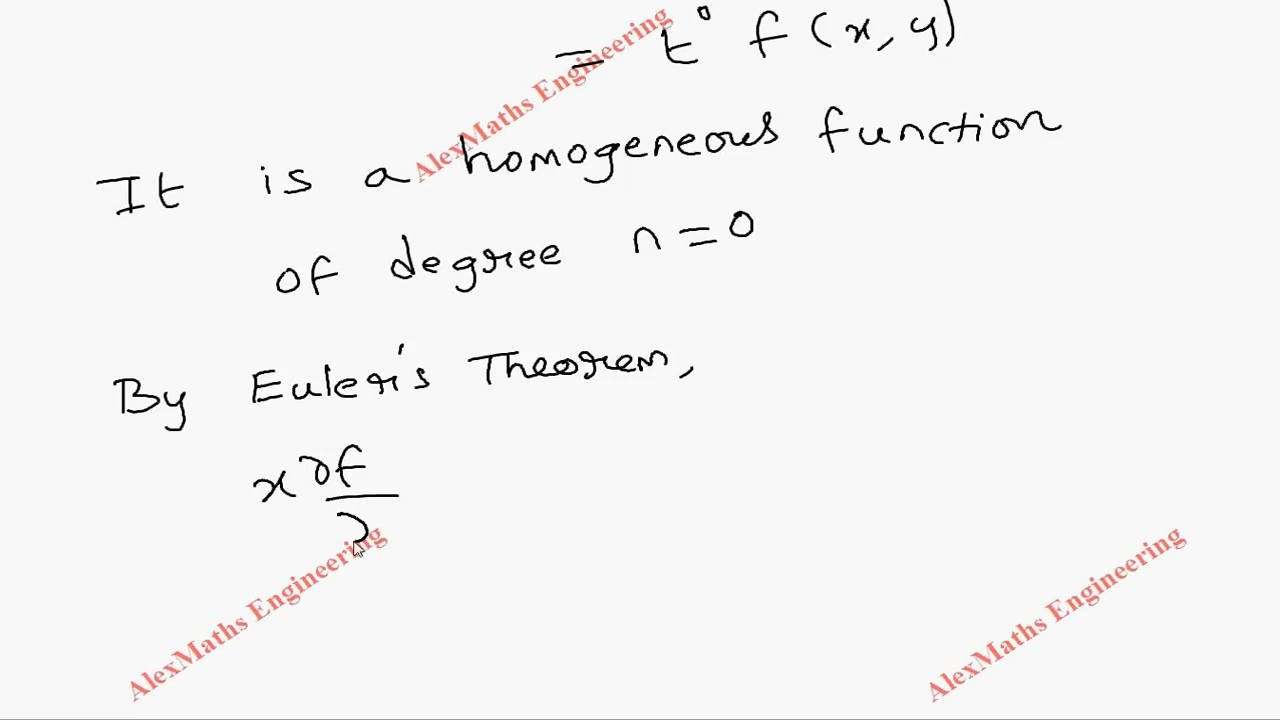 = t⁰ f(x, y)
AlexMaths Engineering
It is a homogeneous function
of degree n = 0
By Euler's Theorem,
x ∂f
∂
AlexMaths Engineering
AlexMaths Engineering